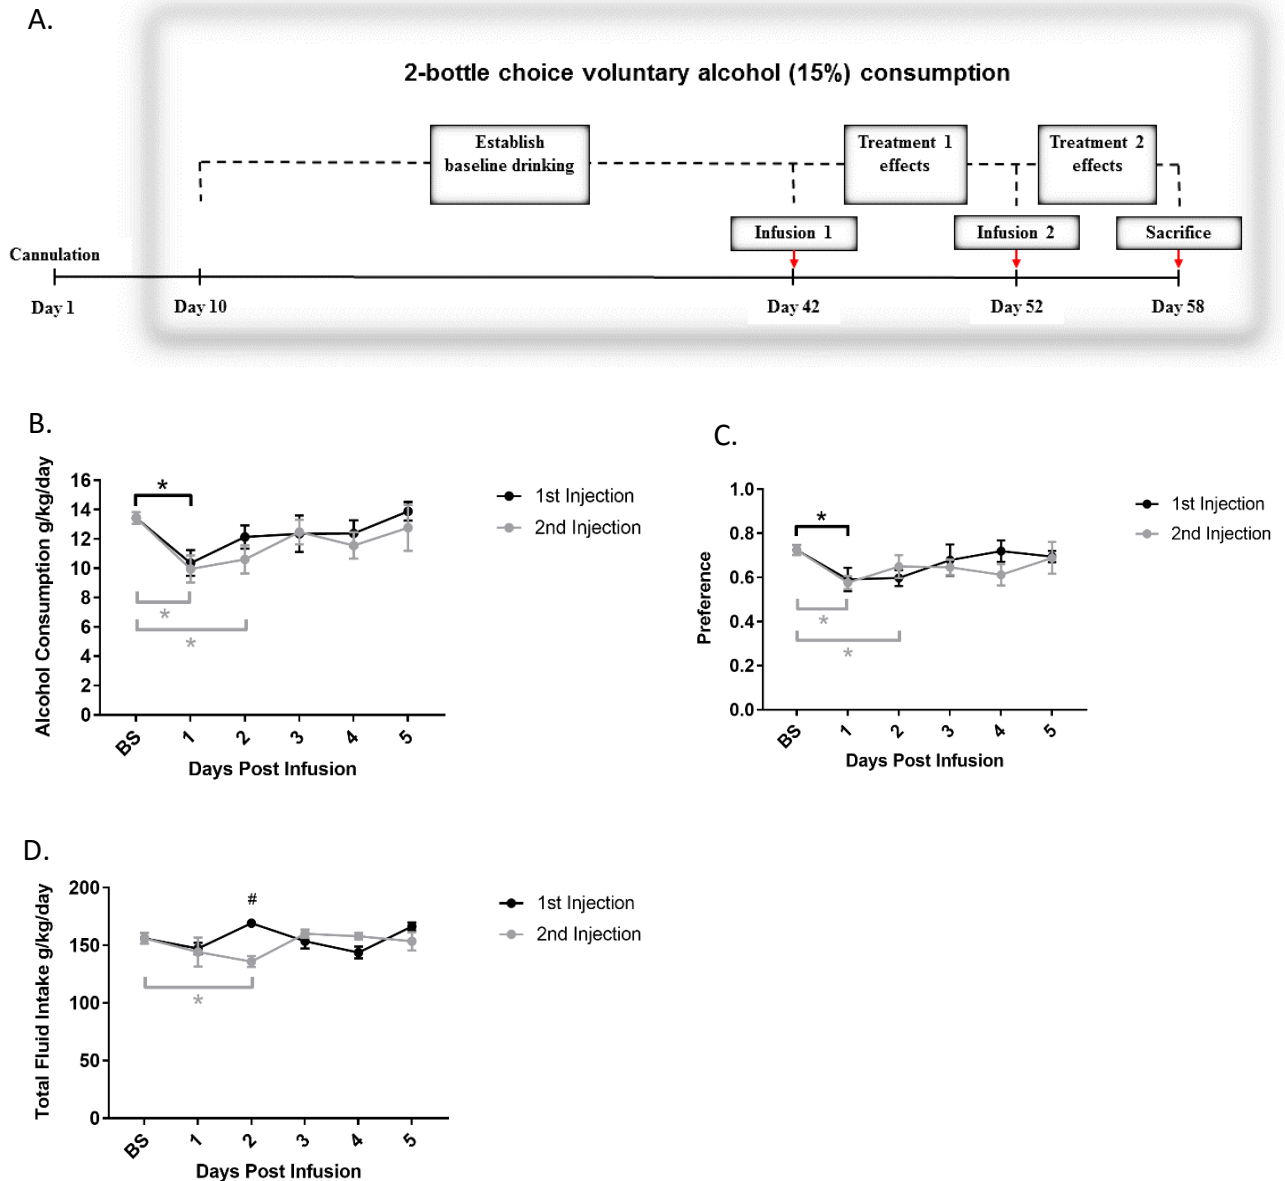 A.
2-bottle choice voluntary alcohol (15%) consumption
Establish
baseline drinking
Treatment 1
effects
Treatment 2
effects
Infusion 1
Infusion 2
Sacrifice
Cannulation
Day 1
Day 10
Day 42
Day 52
Day 58
B.
Alcohol Consumption g/kg/day
16
14
12
10
8
6
4
2
0
*
*
*
BS
1
2
3
4
5
Days Post Infusion
1st Injection
2nd Injection
C.
Preference
1.0
0.8
0.6
0.4
0.2
0.0
*
*
*
BS
1
2
3
4
5
Days Post Infusion
1st Injection
2nd Injection
D.
Total Fluid Intake g/kg/day
200
150
100
50
0
#
*
BS
1
2
3
4
5
Days Post Infusion
1st Injection
2nd Injection